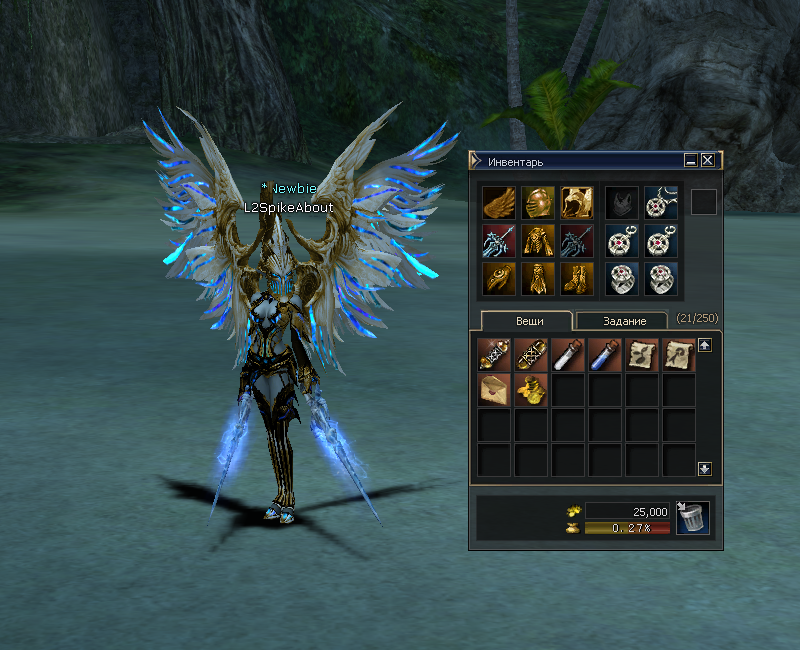 * Newbie
L2SpikeAbout
Инвентарь
Вещи
Задание
(21/250)
25,000
0.27%